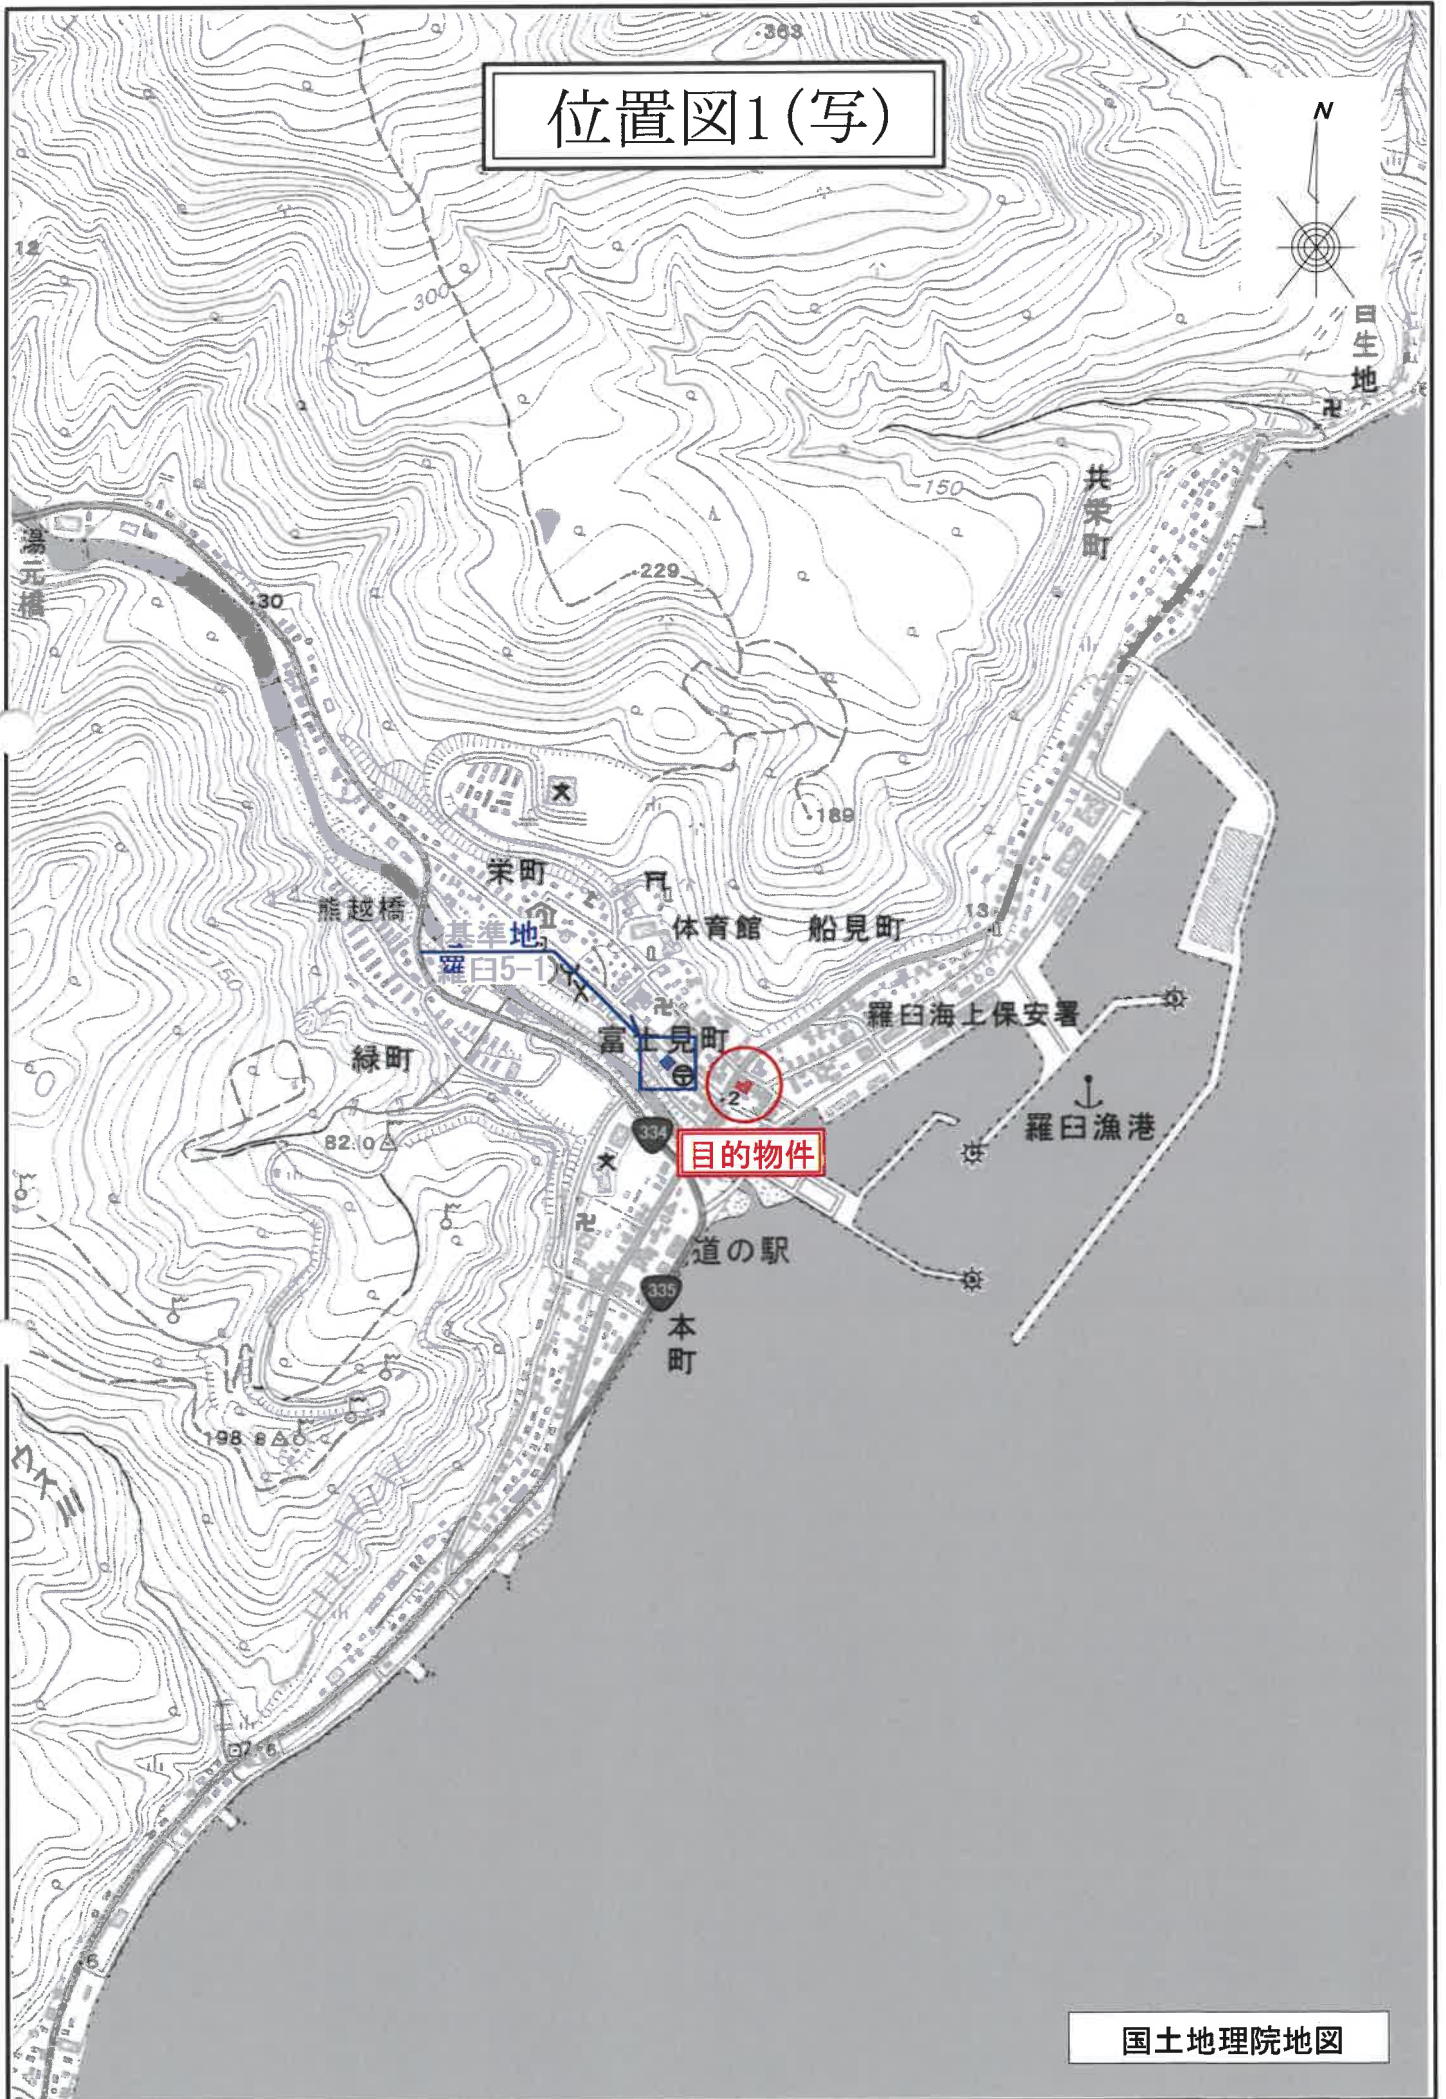 363
位置図1(写)
N
12
300
日生地
共栄町
150
湯元橋
229
30
189
栄町
熊越橋
13
体育館
船見町
基準地
羅臼5-1
150
羅臼海上保安署
富士見町
緑町
2
羅臼漁港
82.0
334
目的物件
道の駅
335
本町
198.8
7.6
6
国土地理院地図